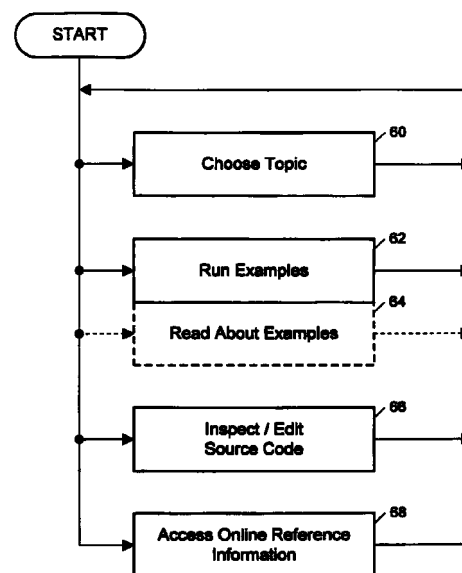 START
60
Choose Topic
62
Run Examples
64
Read About Examples
66
Inspect / Edit
Source Code
68
Access Online Reference
Information